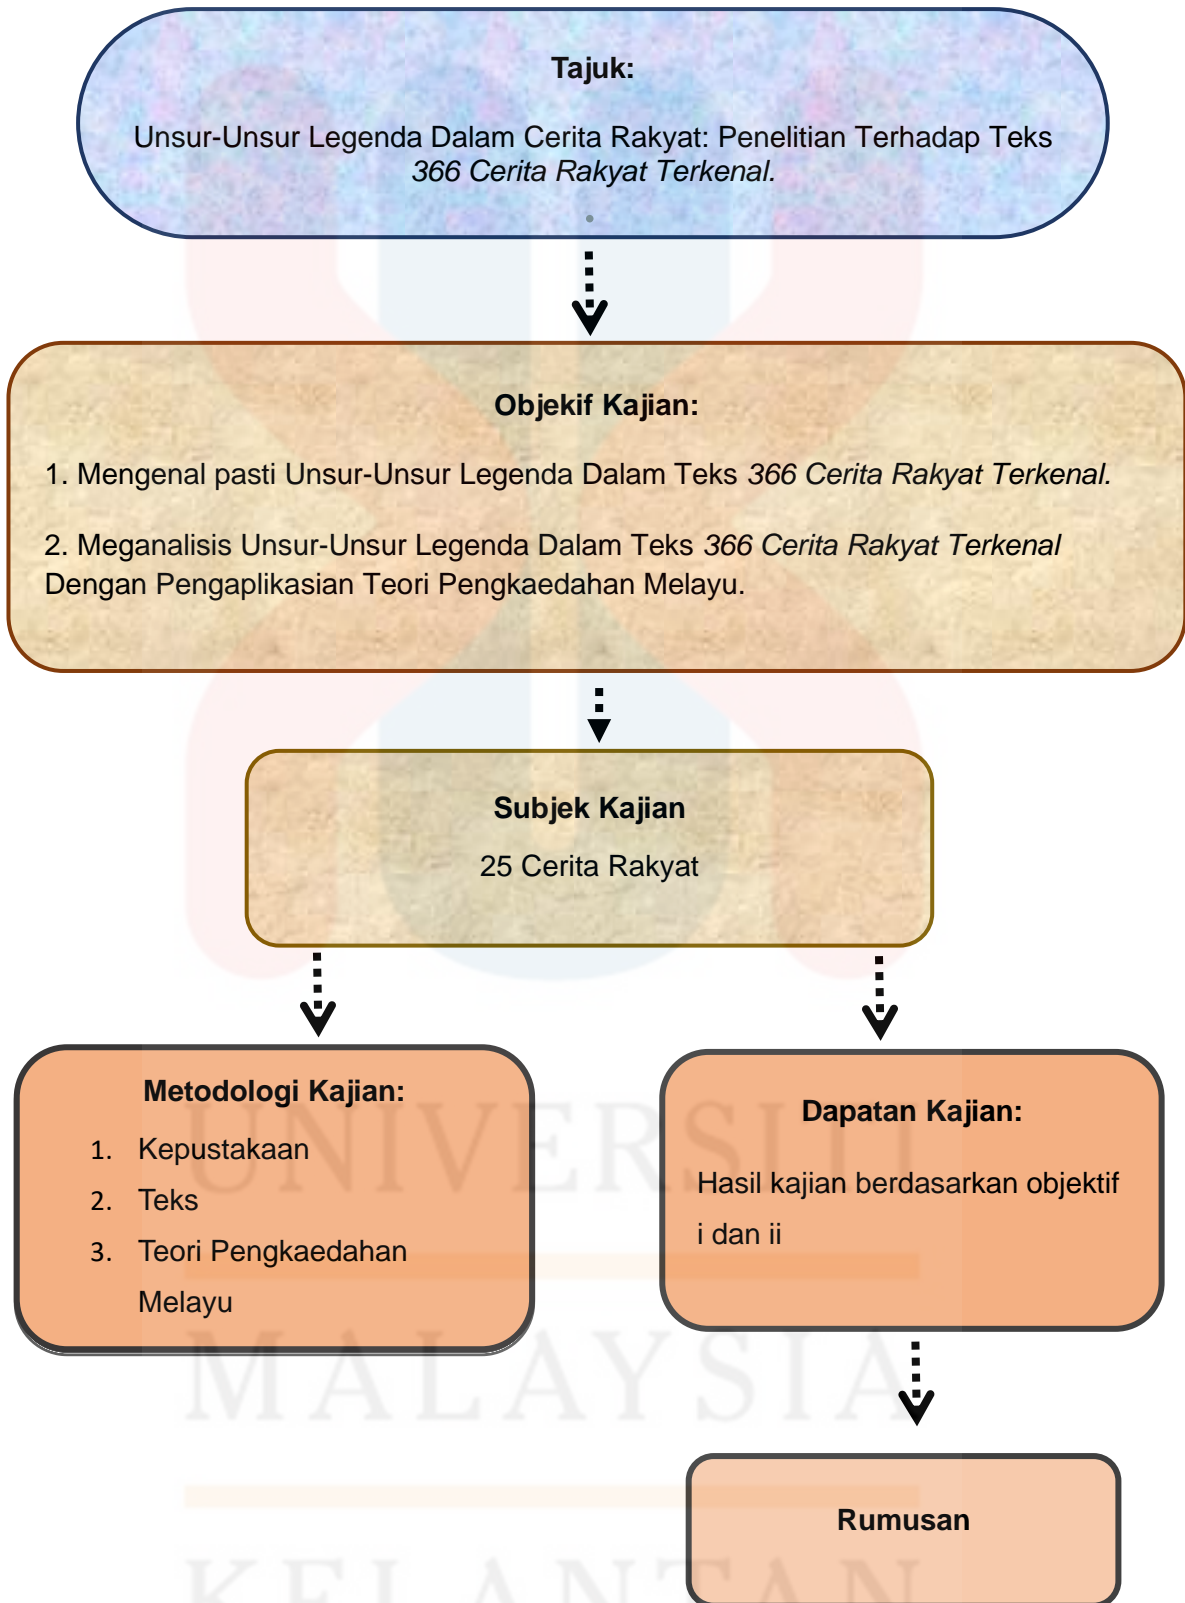 Tajuk:
Unsur-Unsur Legenda Dalam Cerita Rakyat: Penelitian Terhadap Teks
366 Cerita Rakyat Terkenal.
.
Objekif Kajian:
1. Mengenal pasti Unsur-Unsur Legenda Dalam Teks 366 Cerita Rakyat Terkenal.
2. Meganalisis Unsur-Unsur Legenda Dalam Teks 366 Cerita Rakyat Terkenal
Dengan Pengaplikasian Teori Pengkaedahan Melayu.
Subjek Kajian
25 Cerita Rakyat
Metodologi Kajian:
1. Kepustakaan
2. Teks
3. Teori Pengkaedahan
Melayu
Dapatan Kajian:
Hasil kajian berdasarkan objektif
i dan ii
Rumusan
UNIVERSITI
MALAYSIA
KELANTAN